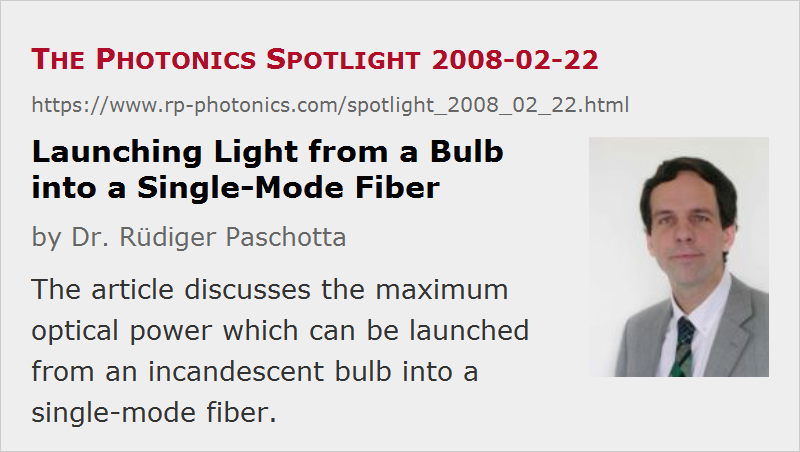 The Photonics Spotlight 2008-02-22
https://www.rp-photonics.com/spotlight_2008_02_22.html
Launching Light from a Bulb
into a Single-Mode Fiber
by Dr. Rüdiger Paschotta
The article discusses the maximum
optical power which can be launched
from an incandescent bulb into a
single-mode fiber.